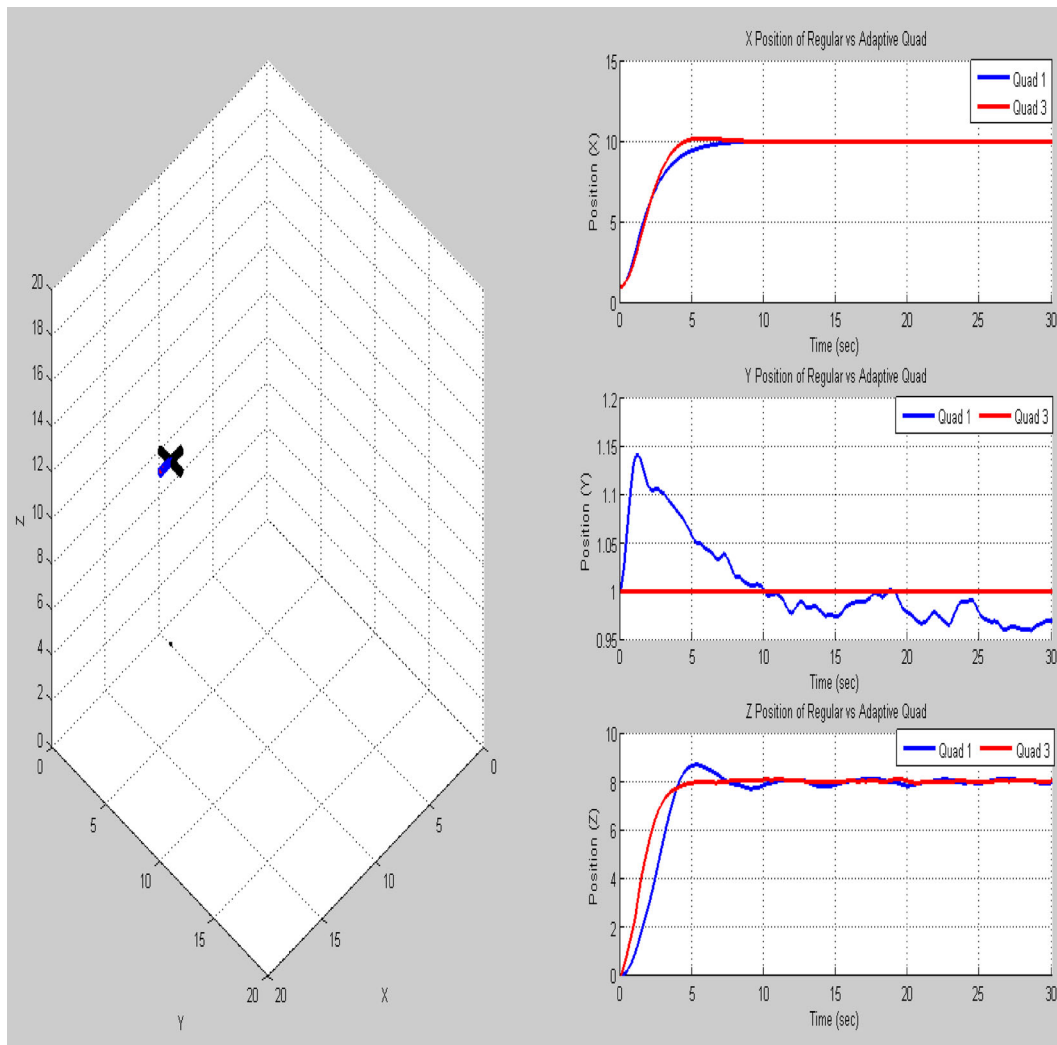 20
18
16
14
12
10
8
6
4
2
0
Z
0
5
10
15
20
Y
20
15
10
5
0
X
X Position of Regular vs Adaptive Quad
Quad 1
Quad 3
15
10
5
0
Position (X)
0 5 10 15 20 25 30
Time (sec)
Y Position of Regular vs Adaptive Quad
Quad 1 Quad 3
1.2
1.15
1.1
1.05
1
0.95
Position (Y)
0 5 10 15 20 25 30
Time (sec)
Z Position of Regular vs Adaptive Quad
Quad 1 Quad 3
10
8
6
4
2
0
Position (Z)
0 5 10 15 20 25 30
Time (sec)